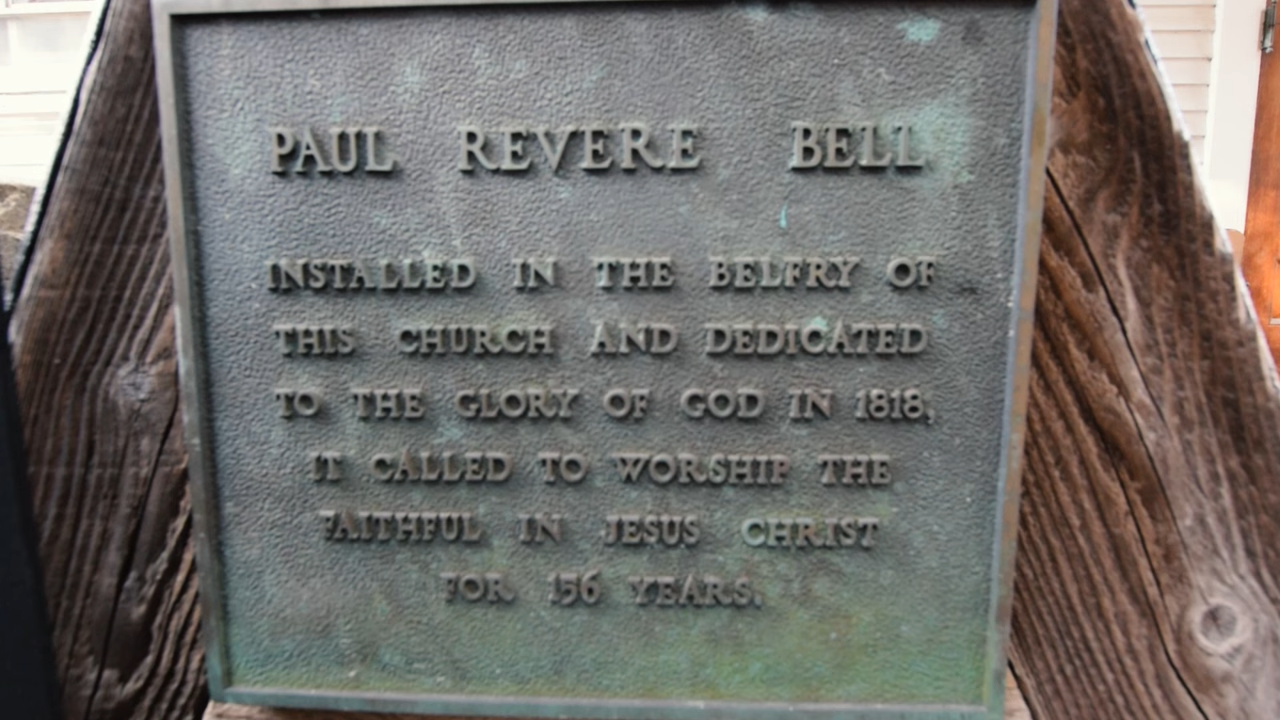 PAUL REVERE BELL
INSTALLED IN THE BELFRY OF
THIS CHURCH AND DEDICATED
TO THE GLORY OF GOD IN 1818,
IT CALLED TO WORSHIP THE
FAITHFUL IN JESUS CHRIST
FOR 156 YEARS.